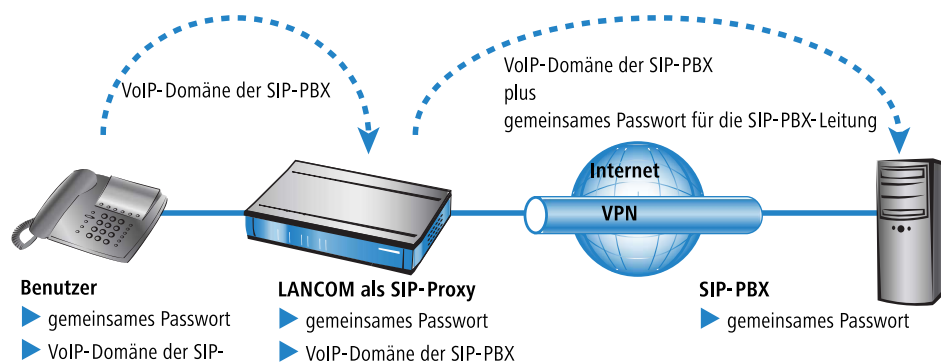 VoIP-Domäne der SIP-PBX
VoIP-Domäne der SIP-PBX
plus
gemeinsames Passwort für die SIP-PBX-Leitung
Internet
VPN
Benutzer
gemeinsames Passwort
VoIP-Domäne der SIP-
LANCOM als SIP-Proxy
gemeinsames Passwort
VoIP-Domäne der SIP-PBX
SIP-PBX
gemeinsames Passwort